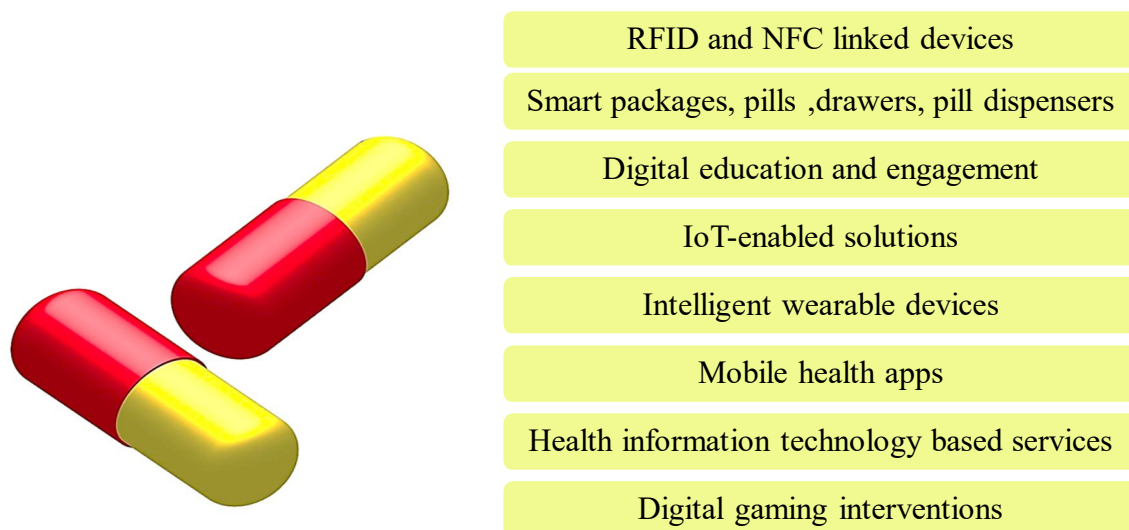 RFID and NFC linked devices
Smart packages, pills ,drawers, pill dispensers
Digital education and engagement
IoT-enabled solutions
Intelligent wearable devices
Mobile health apps
Health information technology based services
Digital gaming interventions